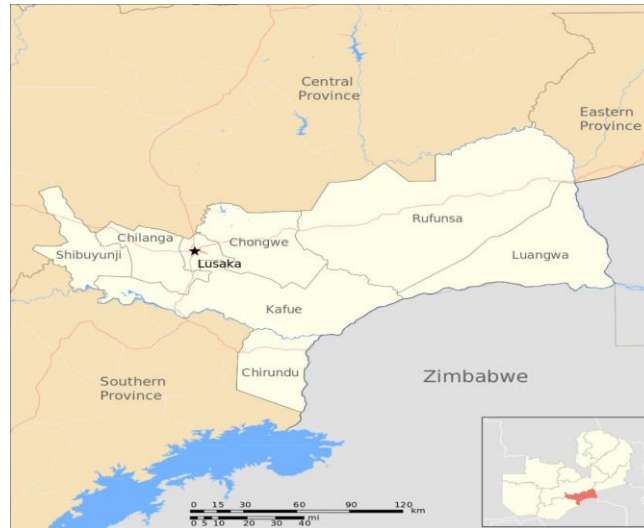 Central
Province
Eastern
Province
Rufunsa
Chilanga
Chongwe
Shibuyunji
Lusaka
Luangwa
Kafue
Chirundu
Zimbabwe
Southern
Province
0 15 30 60 90 120
km
0 5 10 20 30 40
mi